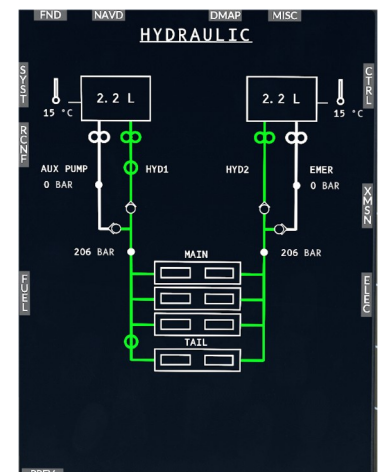 FND NAVD DMAP MISC
HYDRAULIC
SYST
CTRL
2.2 L 2.2 L
15 °C 15 °C
RCNF
AUX PUMP HYD1 HYD2 EMER
0 BAR 0 BAR
XMSN
206 BAR MAIN 206 BAR
FUEL
ELEC
TAIL